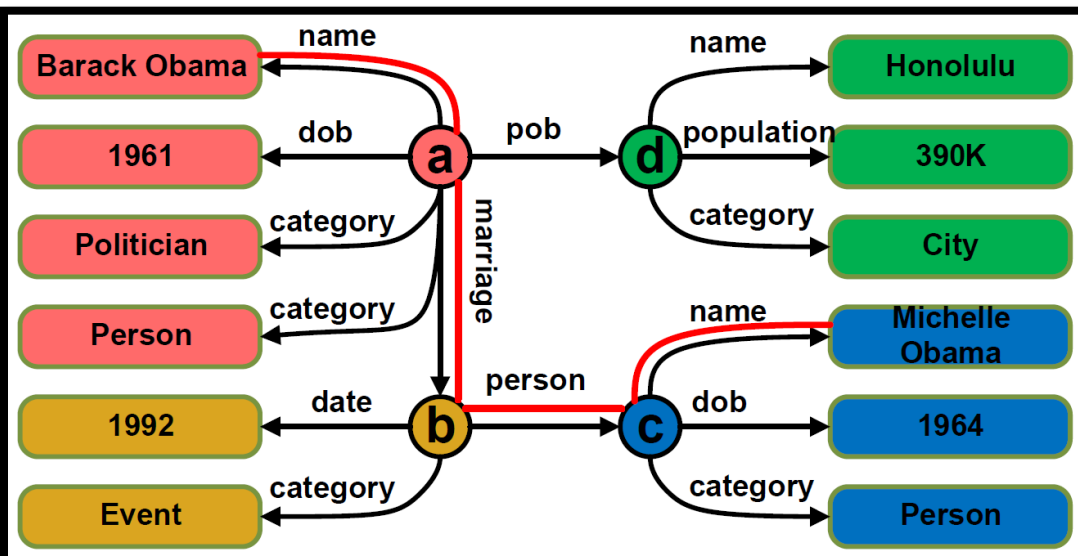 name
name
Barack Obama
Honolulu
dob
pob
population
1961
a
d
390K
category
category
Politician
City
marriage
category
name
Person
Michelle
Obama
person
date
dob
1992
b
c
1964
category
category
Event
Person